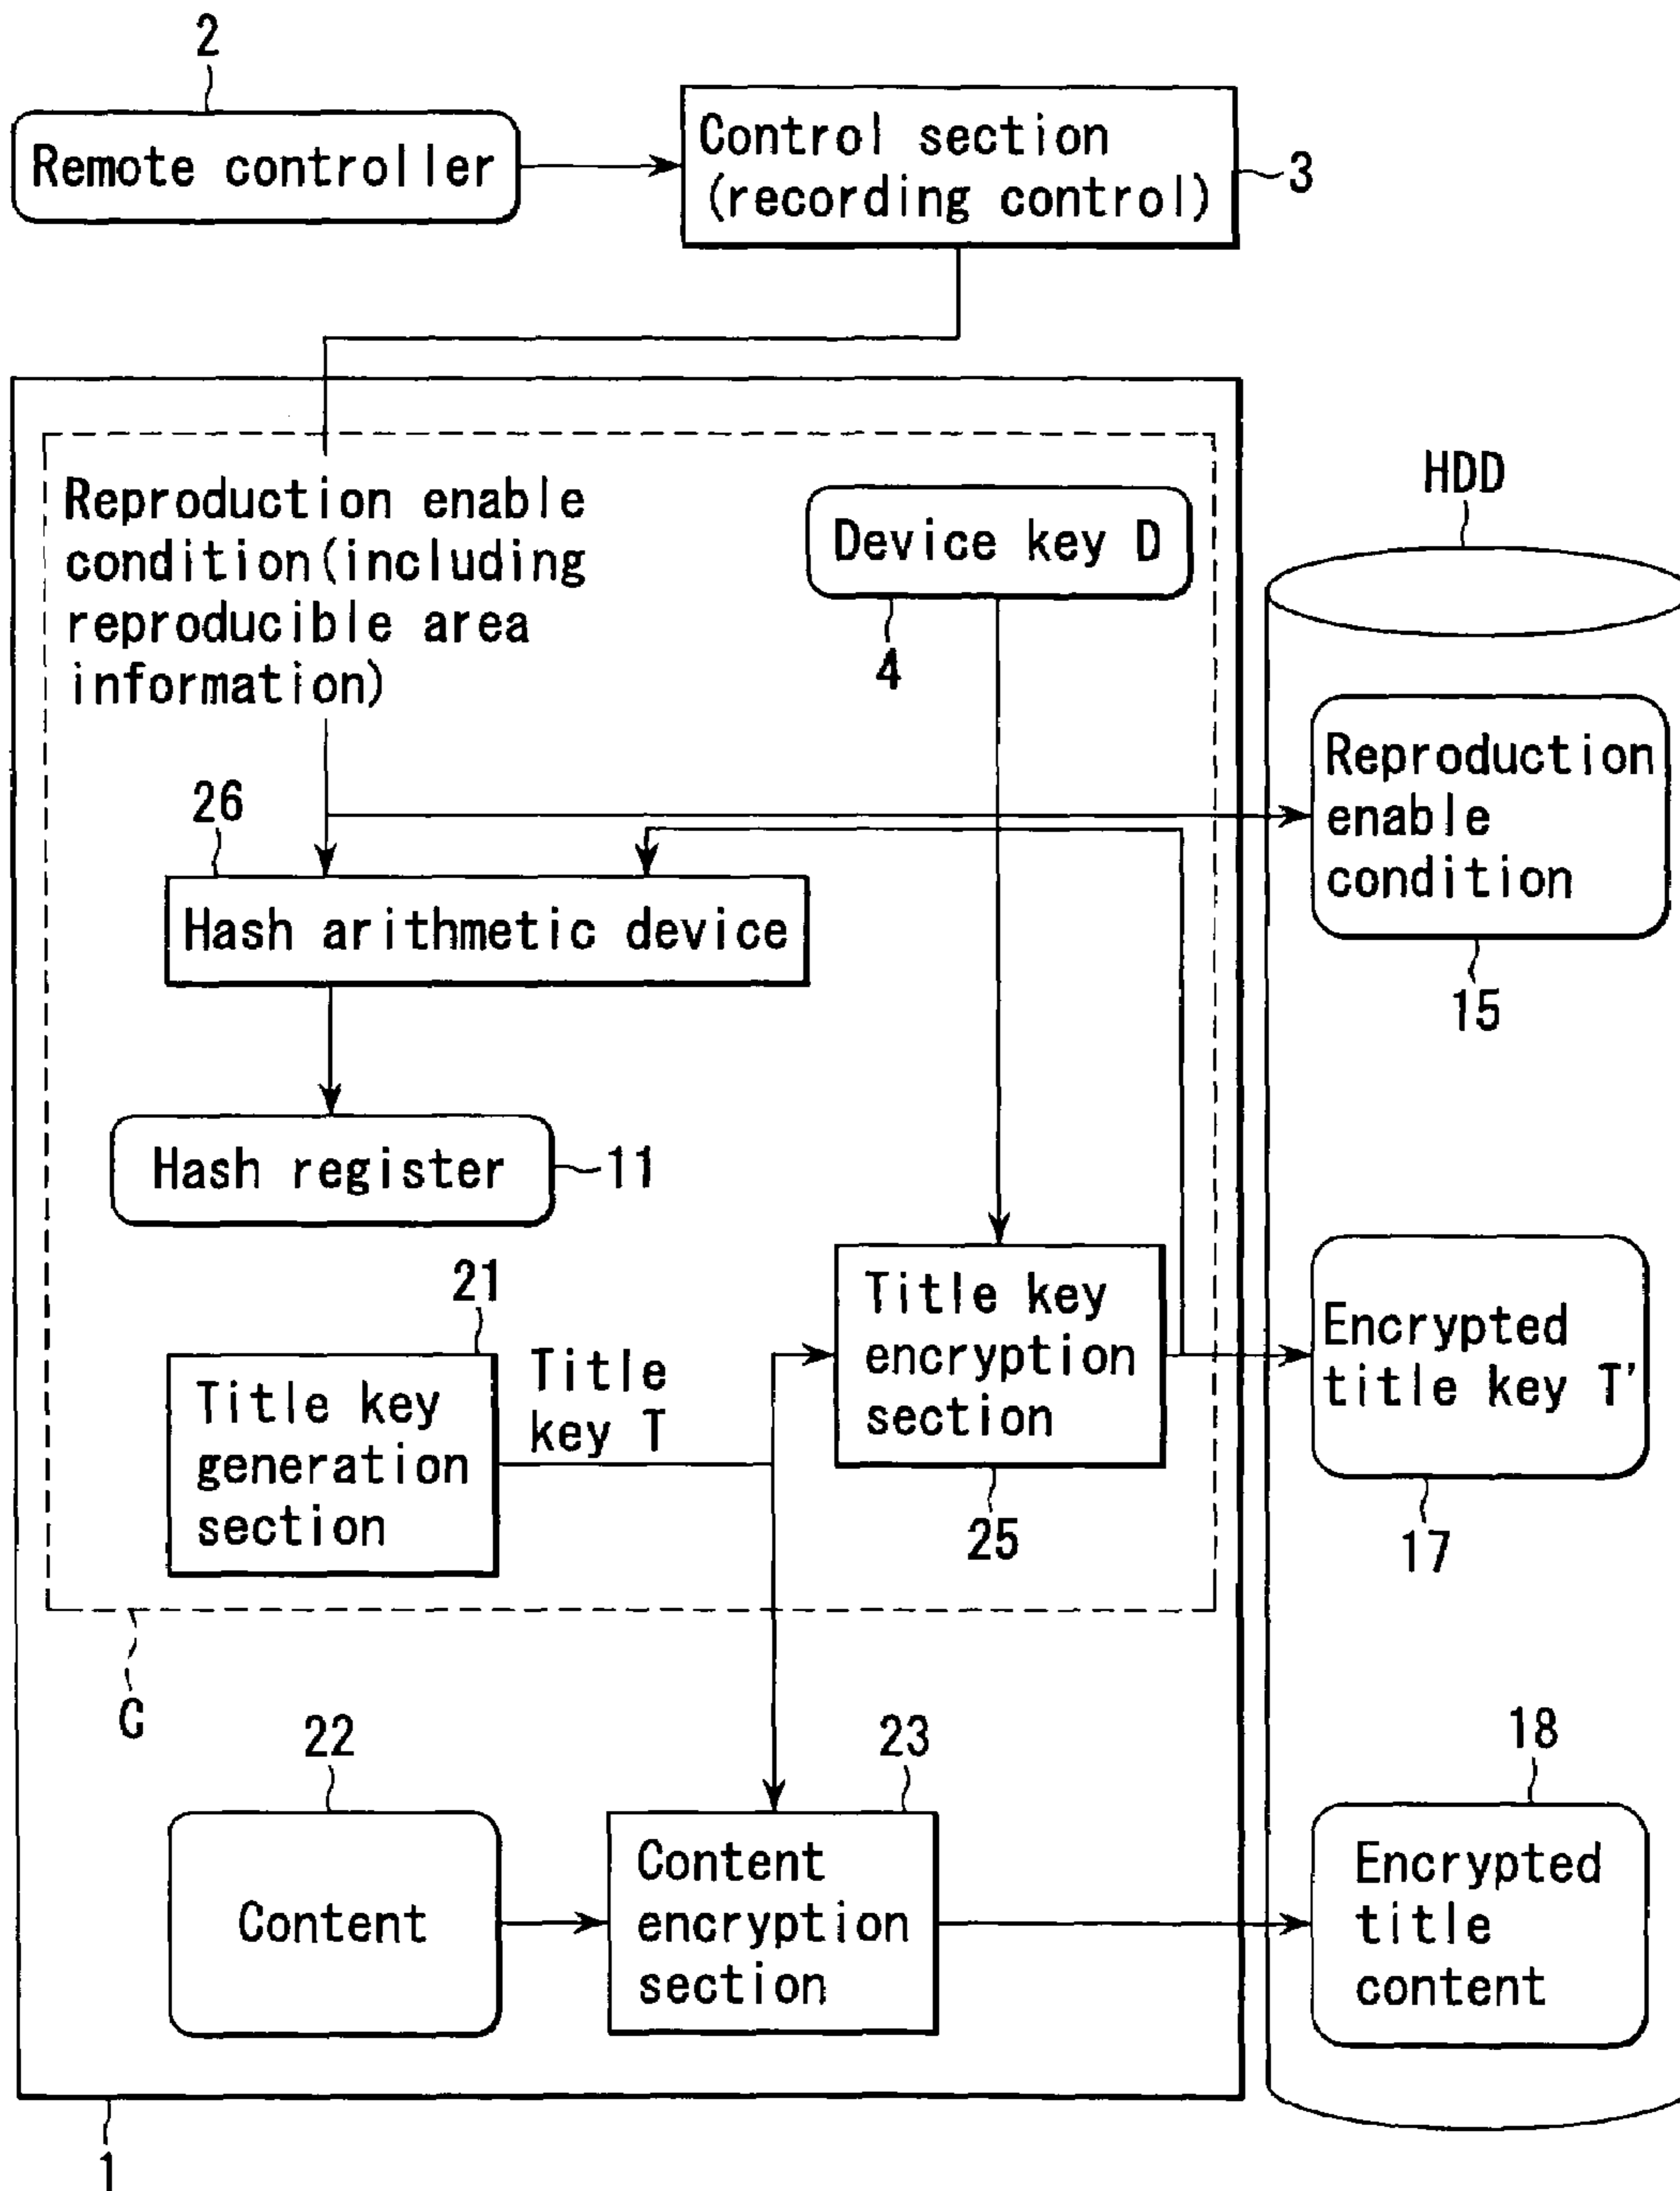 2
Remote controller
Control section
(recording control)
3
Reproduction enable
condition(including
reproducible area
information)
Device key D
4
HDD
Reproduction
enable
condition
15
26
Hash arithmetic device
Hash register
11
21
Title key
generation
section
Title
key T
Title key
encryption
section
25
Encrypted
title key T'
17
C
22
Content
23
Content
encryption
section
18
Encrypted
title
content
1